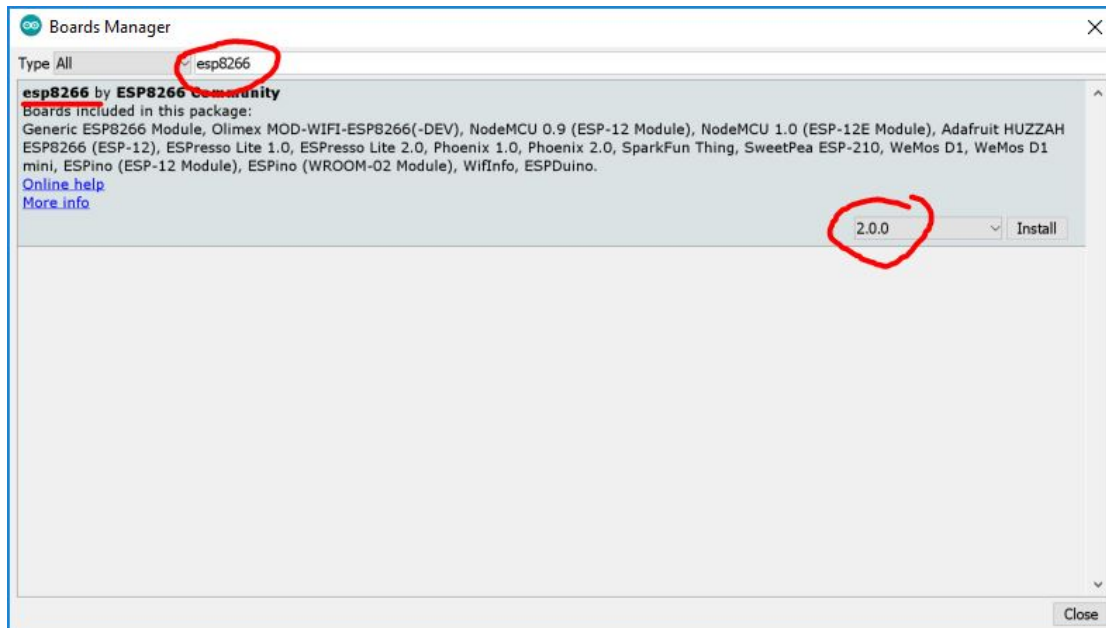 Boards Manager
Type All esp8266
esp8266 by ESP8266 Community
Boards included in this package:
Generic ESP8266 Module, Olimex MOD-WIFI-ESP8266(-DEV), NodeMCU 0.9 (ESP-12 Module), NodeMCU 1.0 (ESP-12E Module), Adafruit HUZZAH
ESP8266 (ESP-12), ESPresso Lite 1.0, ESPresso Lite 2.0, Phoenix 1.0, Phoenix 2.0, SparkFun Thing, SweetPea ESP-210, WeMos D1, WeMos D1
mini, ESPino (ESP-12 Module), ESPino (WROOM-02 Module), WifInfo, ESPDuino.
Online help
More info
2.0.0 Install
Close